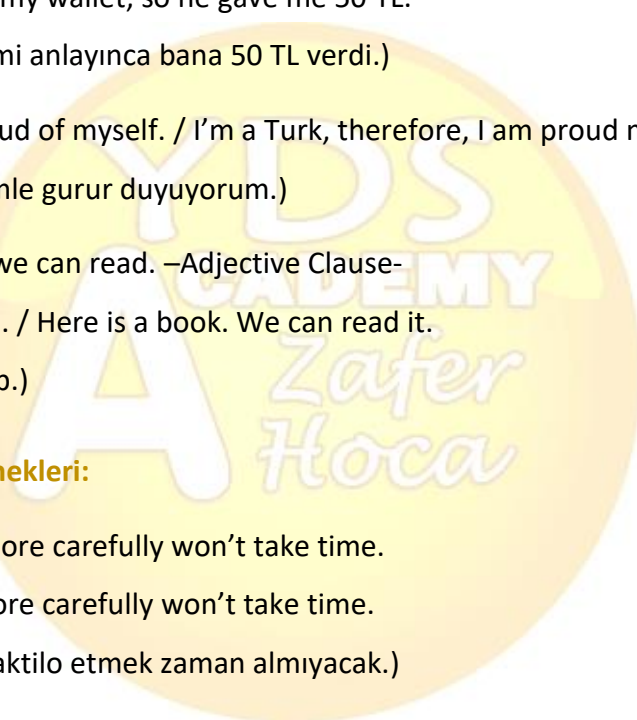 my wallet, so he gave me 50 TL.
mi anlayınca bana 50 TL verdi.)
ud of myself. / I'm a Turk, therefore, I am proud
nle gurur duyuyorum.)
we can read. –Adjective Clause-
. / Here is a book. We can read it.
.)
nekleri:
ore carefully won't take time.
ore carefully won't take time.
aktilo etmek zaman almıyacak.)
YDS
ACADEMY
Zafer
Hoca